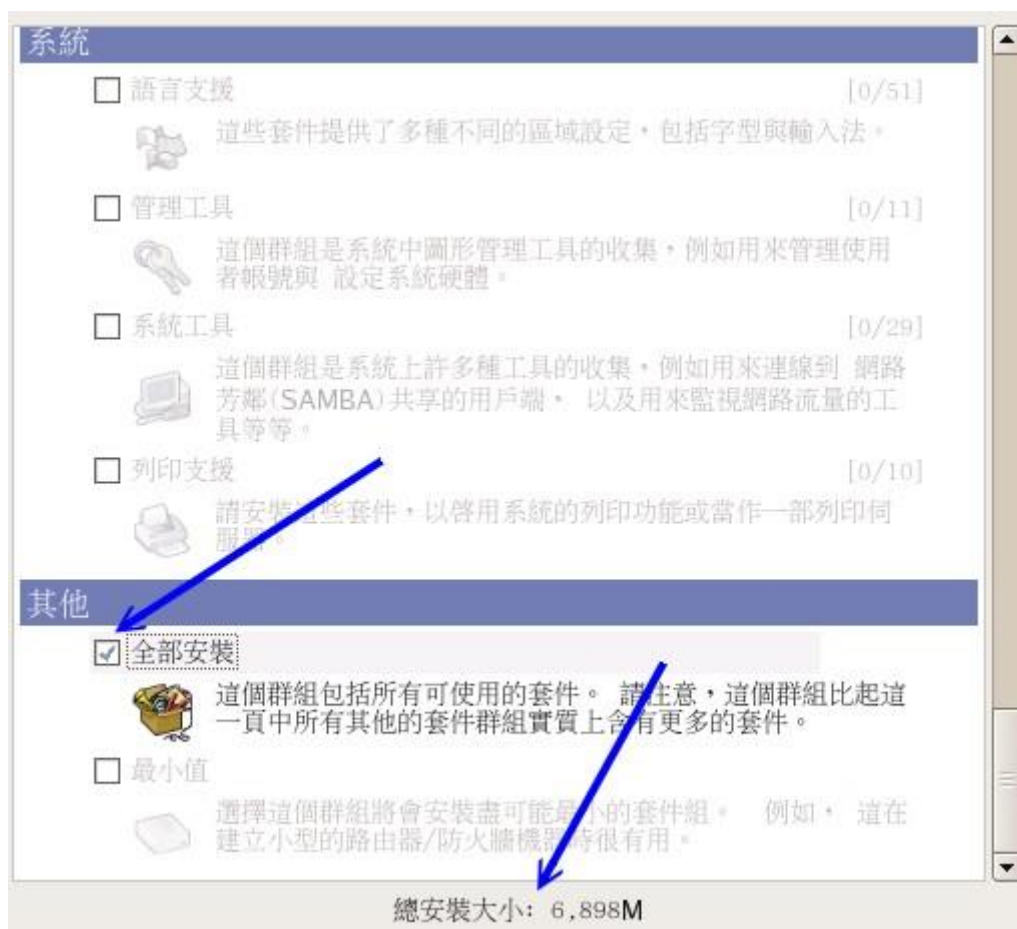 系統
語言支援 [0/51]
這些套件提供了多種不同的區域設定，包括字型與輸入法。
管理工具 [0/11]
這個群組是系統中圖形管理工具的收集，例如用來管理使用
者帳號與 設定系統硬體。
系統工具 [0/29]
這個群組是系統上許多種工具的收集，例如用來連線到 網路
芳鄰(SAMBA)共享的用戶端， 以及用來監視網路流量的工
具等等。
列印支援 [0/10]
請安裝這些套件，以啓用系統的列印功能或當作一部列印伺
服器。
其他
全部安裝
這個群組包括所有可使用的套件。 請注意，這個群組比起這
一頁中所有其他的套件群組實質上含有更多的套件。
最小值
選擇這個群組將會安裝盡可能最小的套件組。 例如， 這在
建立小型的路由器/防火牆機器時很有用。
總安裝大小: 6,898M